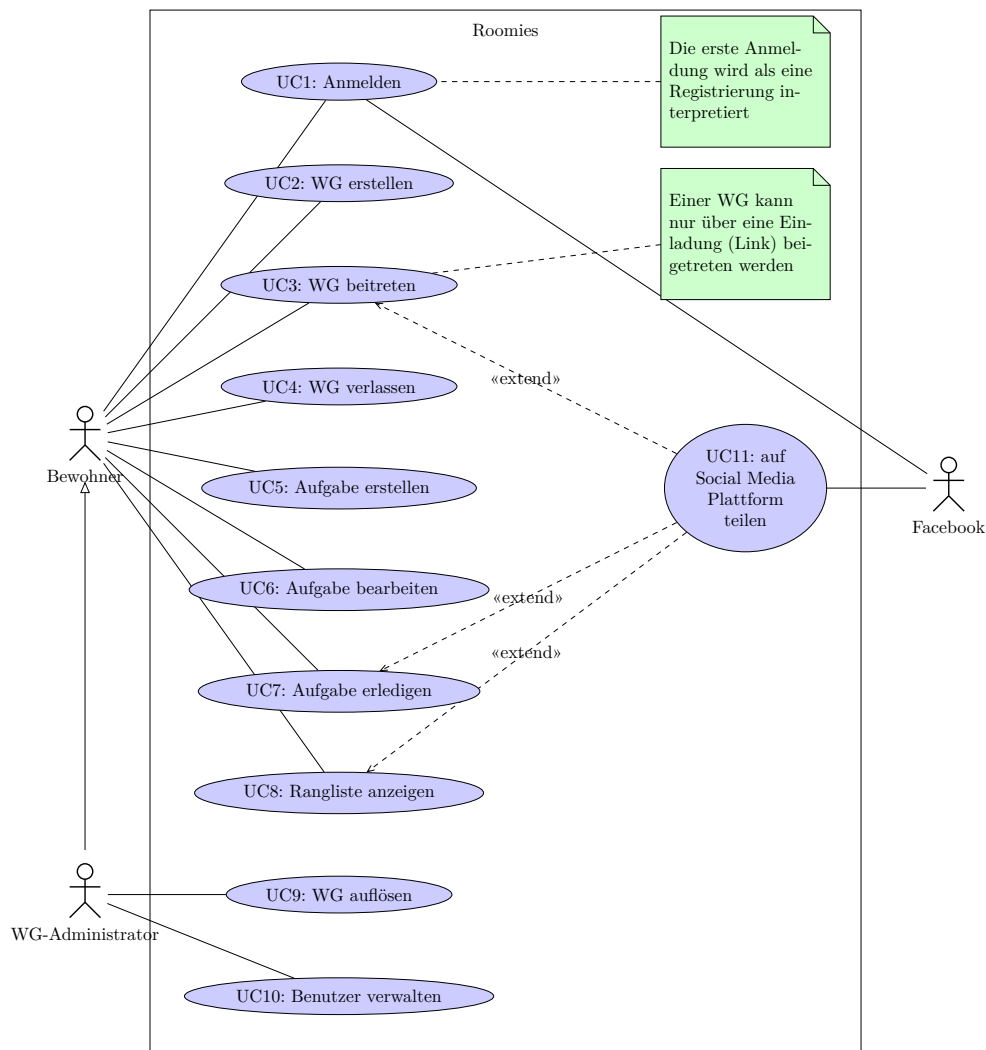 Roomies
Die erste Anmel-
dung wird als eine
Registrierung in-
terpretiert
UC1: Anmelden
UC2: WG erstellen
Einer WG kann
nur über eine Ein-
ladung (Link) bei-
getreten werden
UC3: WG beitreten
«extend»
UC4: WG verlassen
Bewohner
UC11: auf
Social Media
Plattform
teilen
UC5: Aufgabe erstellen
Facebook
UC6: Aufgabe bearbeiten
«extend»
«extend»
UC7: Aufgabe erledigen
UC8: Rangliste anzeigen
UC9: WG auflösen
WG-Administrator
UC10: Benutzer verwalten